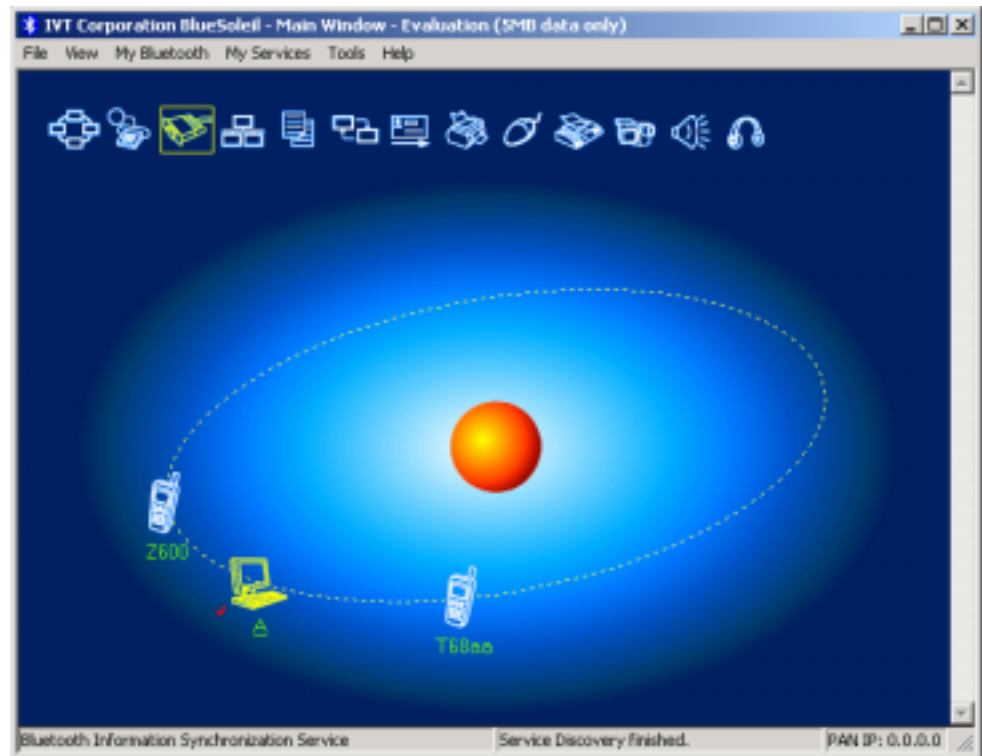 IVT Corporation BlueSoleil - Main Window - Evaluation (5MB data only)
File View My Bluetooth My Services Tools Help
Z600
A
T68aa
Bluetooth Information Synchronization Service Service Discovery finished. PAN IP: 0.0.0.0